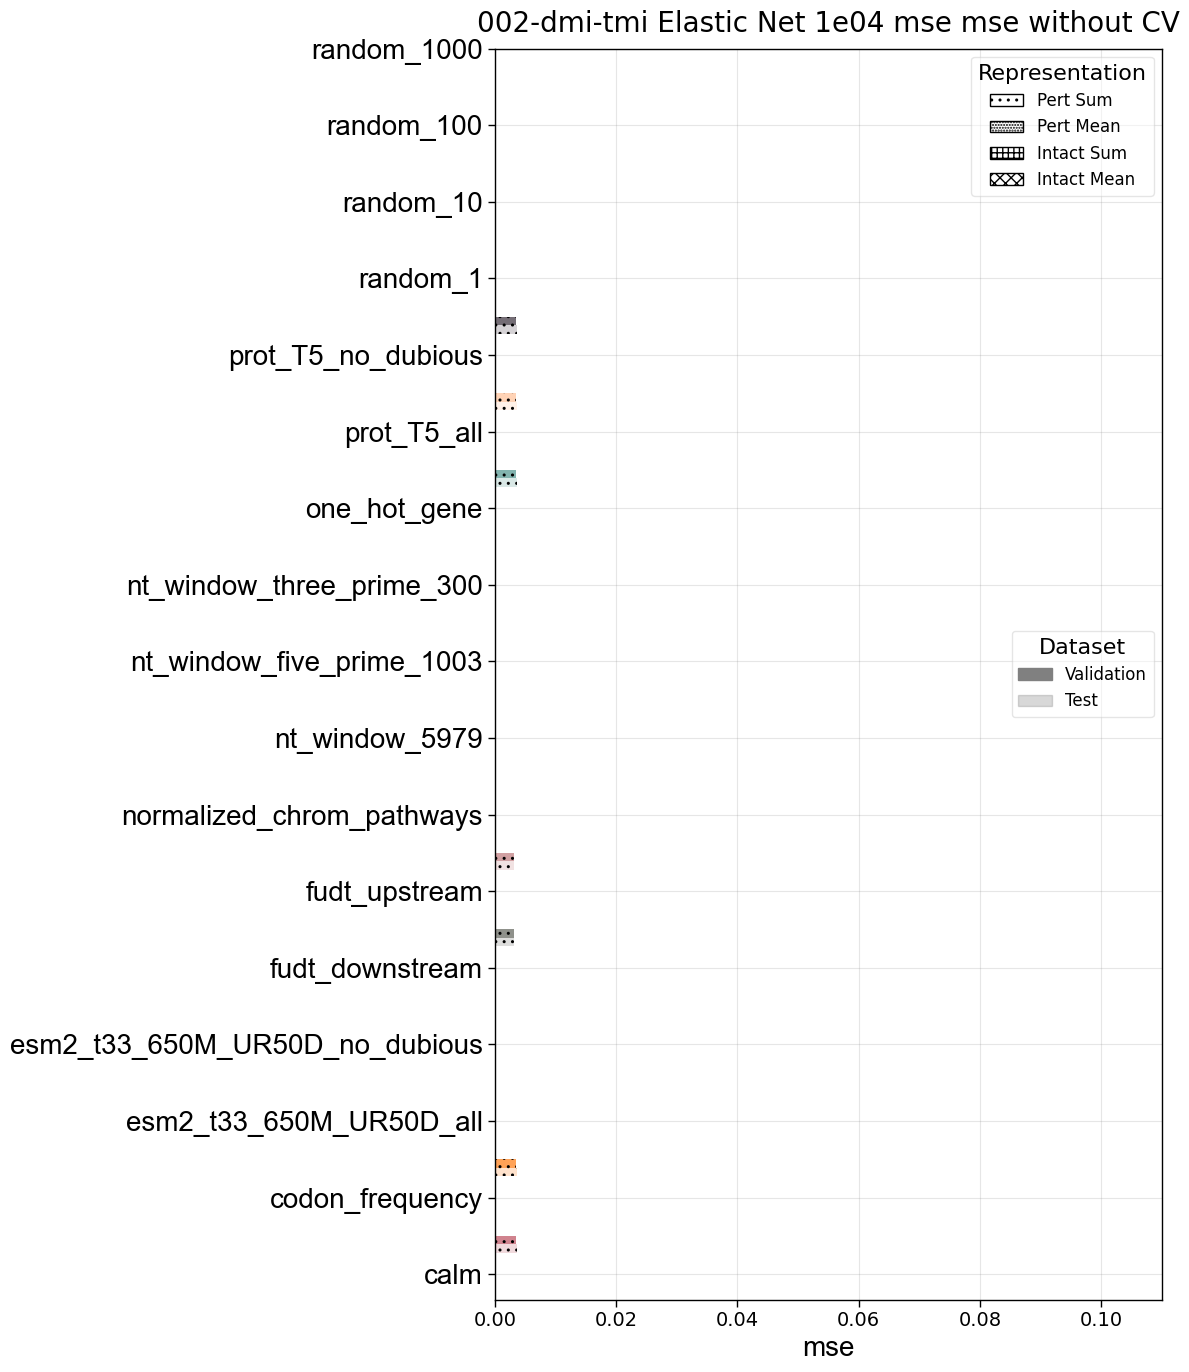 002-dmi-tmi Elastic Net 1e04 mse mse without CV
random_1000
random_100
random_10
random_1
prot_T5_no_dubious
prot_T5_all
one_hot_gene
nt_window_three_prime_300
nt_window_five_prime_1003
nt_window_5979
normalized_chrom_pathways
fudt_upstream
fudt_downstream
esm2_t33_650M_UR50D_no_dubious
esm2_t33_650M_UR50D_all
codon_frequency
calm
Representation
Pert Sum
Pert Mean
Intact Sum
Intact Mean
Dataset
Validation
Test
0.00 0.02 0.04 0.06 0.08 0.10
mse